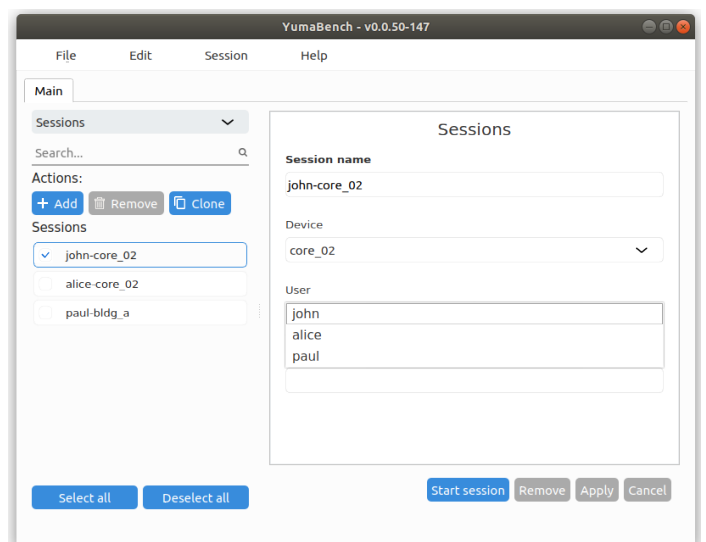 YumaBench - v0.0.50-147
File Edit Session Help
Main
Sessions
Search...
Actions:
+ Add Remove Clone
Sessions
john-core_02
alice-core_02
paul-bldg_a
Select all Deselect all
Sessions
Session name
john-core_02
Device
core_02
User
john
alice
paul
Start session Remove Apply Cancel